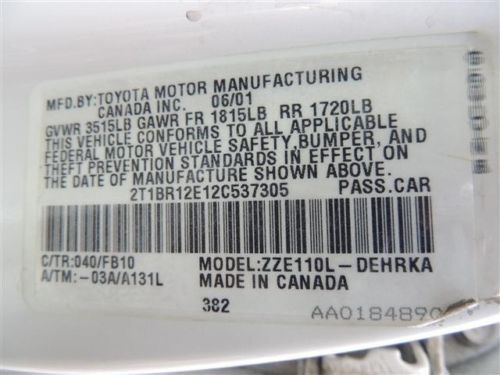 MFD.BY:TOYOTA MOTOR MANUFACTURING
CANADA INC. 06/01
GVWR 3515LB GAWR FR 1815LB RR 1720LB
THIS VEHICLE CONFORMS TO ALL APPLICABLE
FEDERAL MOTOR VEHICLE SAFETY, BUMPER, AND
THEFT PREVENTION STANDARDS IN EFFECT ON
THE DATE OF MANUFACTURE SHOWN ABOVE.
2T1BR12E12C537305 PASS.CAR
C/TR:040/FB10 MODEL:ZZE110L-DEHRKA
A/TM:-03A/A131L MADE IN CANADA
382 AA0184890